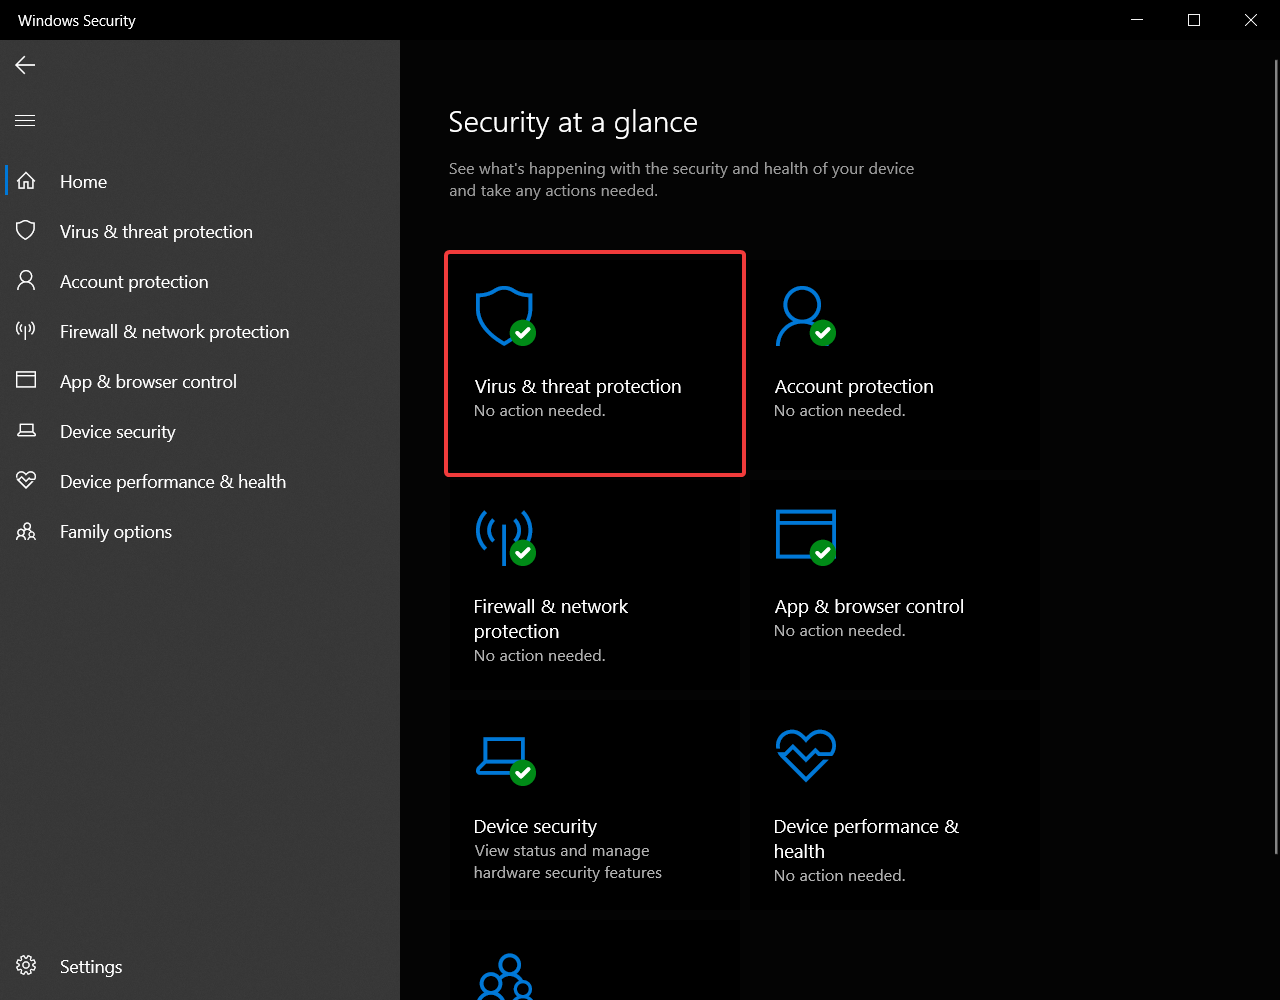 Windows Security
Home
Virus & threat protection
Account protection
Firewall & network protection
App & browser control
Device security
Device performance & health
Family options
Settings
Security at a glance
See what's happening with the security and health of your device
and take any actions needed.
Virus & threat protection
No action needed.
Account protection
No action needed.
Firewall & network
protection
No action needed.
App & browser control
No action needed.
Device security
View status and manage
hardware security features
Device performance &
health
No action needed.